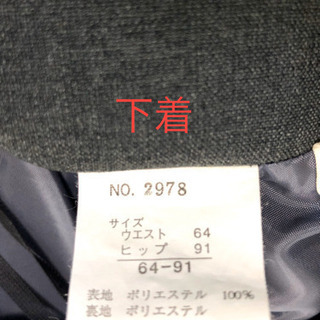 下着
NO. 2978
サイズ
ウエスト 64
ヒップ 91
64-91
表地 ポリエステル 100%
裏地 ポリエステル